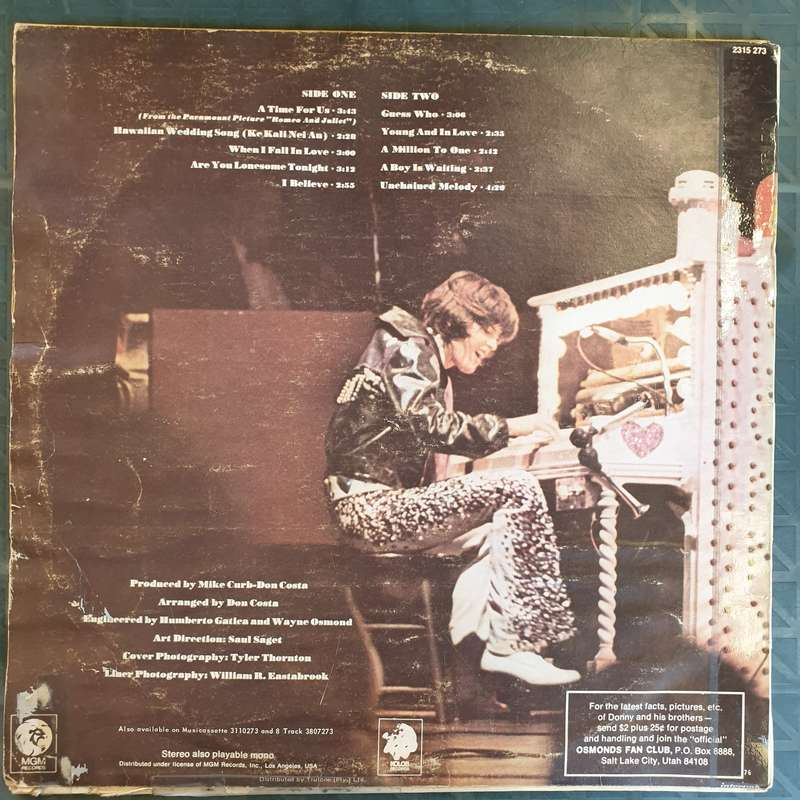 2315 273
SIDE ONE
A Time For Us · 3:43
(From the Paramount Picture "Romeo And Juliet")
Hawaiian Wedding Song (Ke Kali Nei Au) · 2:28
When I Fall In Love · 3:00
Are You Lonesome Tonight · 3:12
I Believe · 2:55
SIDE TWO
Guess Who · 3:06
Young And In Love · 2:35
A Million To One · 2:42
A Boy Is Waiting · 2:37
Unchained Melody · 4:20
Produced by Mike Curb-Don Costa
Arranged by Don Costa
Engineered by Humberto Gatica and Wayne Osmond
Art Direction: Saul Saget
Cover Photography: Tyler Thornton
Liner Photography: William R. Eastabrook
Also available on Musicassette 3110273 and 8 Track 3807273
Stereo also playable mono
Distributed under license of MGM Records, Inc., Los Angeles, USA
Distributed by Trutone (Pty.) Ltd.
MGM
RECORDS
KOLOB
RECORDS
For the latest facts, pictures, etc.
of Donny and his brothers—
send $2 plus 25¢ for postage
and handling and join the "official"
OSMONDS FAN CLUB, P.O. Box 8888,
Salt Lake City, Utah 84108
76